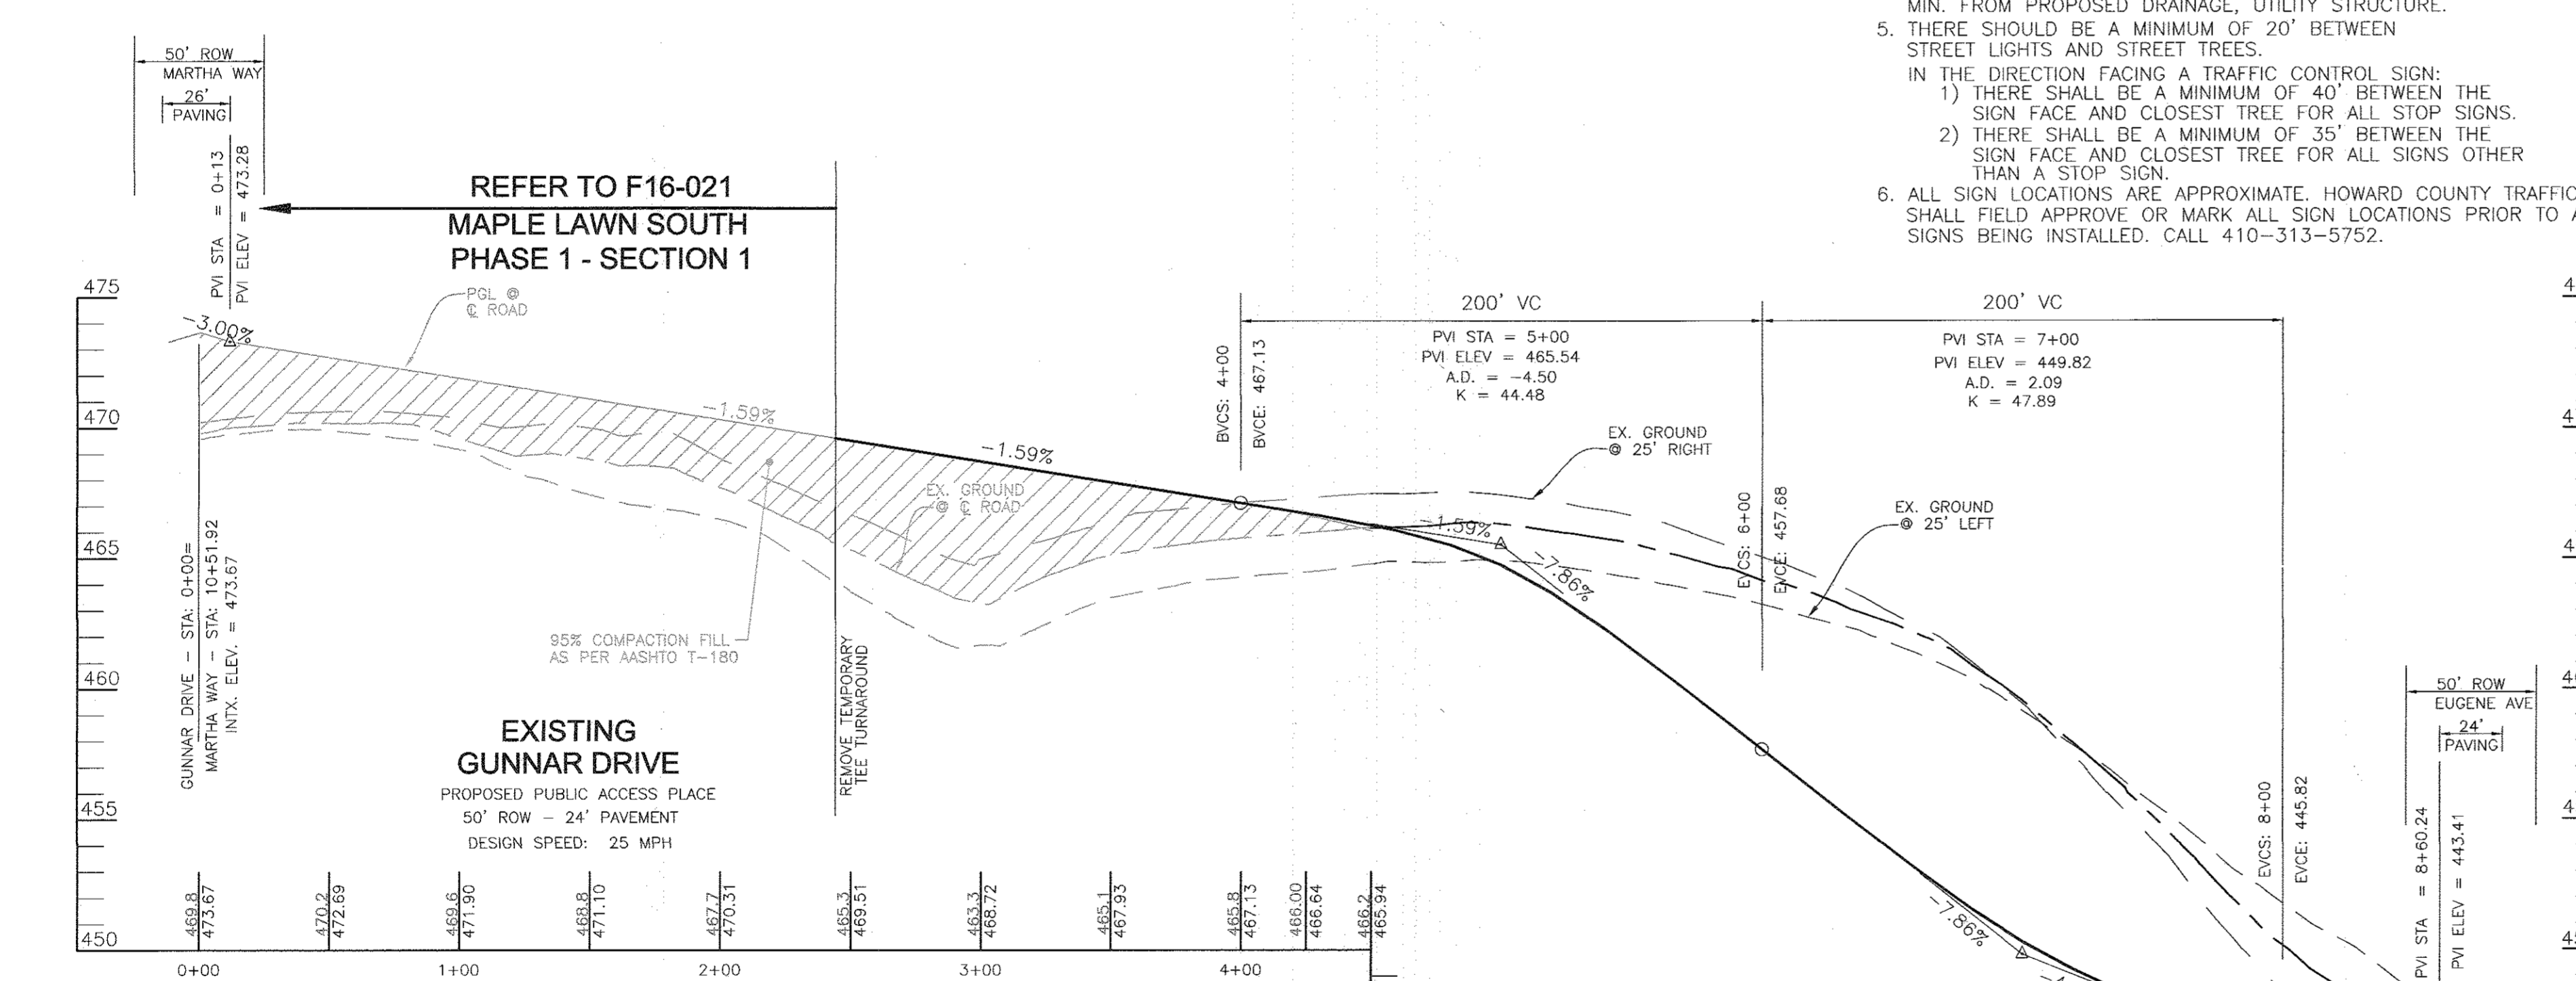 MIN. FROM PROPOSED DRAINAGE, UTILITY STRUCTURE.
5. THERE SHOULD BE A MINIMUM OF 20' BETWEEN
STREET LIGHTS AND STREET TREES.
IN THE DIRECTION FACING A TRAFFIC CONTROL SIGN:
1) THERE SHALL BE A MINIMUM OF 40' BETWEEN THE
SIGN FACE AND CLOSEST TREE FOR ALL STOP SIGNS.
2) THERE SHALL BE A MINIMUM OF 35' BETWEEN THE
SIGN FACE AND CLOSEST TREE FOR ALL SIGNS OTHER
THAN A STOP SIGN.
6. ALL SIGN LOCATIONS ARE APPROXIMATE. HOWARD COUNTY TRAFFIC
SHALL FIELD APPROVE OR MARK ALL SIGN LOCATIONS PRIOR TO
SIGNS BEING INSTALLED. CALL 410-313-5752.
50' ROW
MARTHA WAY
26'
PAVING
PVI STA = 0+13
PVI ELEV = 473.28
REFER TO F16-021
MAPLE LAWN SOUTH
PHASE 1 - SECTION 1
475
470
465
460
455
450
-3.00%
PGL @
℄ ROAD
-1.59%
-1.59%
EX. GROUND
@ ℄ ROAD
95% COMPACTION FILL
AS PER AASHTO T-180
GUNNAR DRIVE - STA: 0+00=
MARTHA WAY - STA: 10+51.92
INTX. ELEV. = 473.67
REMOVE TEMPORARY
TEE TURNAROUND
EXISTING
GUNNAR DRIVE
PROPOSED PUBLIC ACCESS PLACE
50' ROW - 24' PAVEMENT
DESIGN SPEED: 25 MPH
200' VC
PVI STA = 5+00
PVI ELEV = 465.54
A.D. = -4.50
K = 44.48
BVCS: 4+00
BVCE: 467.13
200' VC
PVI STA = 7+00
PVI ELEV = 449.82
A.D. = 2.09
K = 47.89
EX. GROUND
@ 25' RIGHT
EVCS: 6+00
EVCE: 457.68
EX. GROUND
@ 25' LEFT
-1.59%
-7.86%
-7.86%
EVCS: 8+00
EVCE: 445.82
50' ROW
EUGENE AVE
24'
PAVING
PVI STA = 8+60.24
PVI ELEV = 443.41
469.8
473.67
470.2
472.69
469.6
471.90
468.8
471.10
467.7
470.31
465.3
469.51
463.3
468.72
465.1
467.93
465.8
467.13
466.00
466.64
466.2
465.94
0+00
1+00
2+00
3+00
4+00